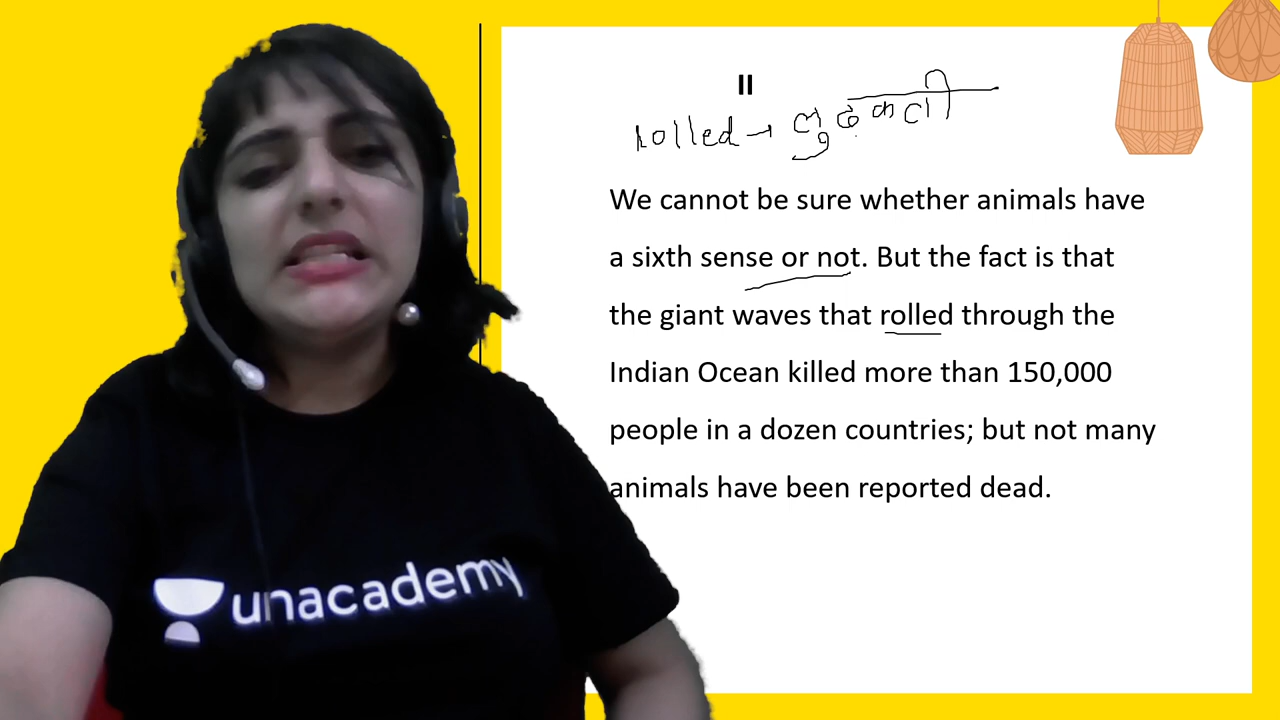 II
rolled →
We cannot be sure whether animals have
a sixth sense or not. But the fact is that
the giant waves that rolled through the
Indian Ocean killed more than 150,000
people in a dozen countries; but not many
animals have been reported dead.
unacademy